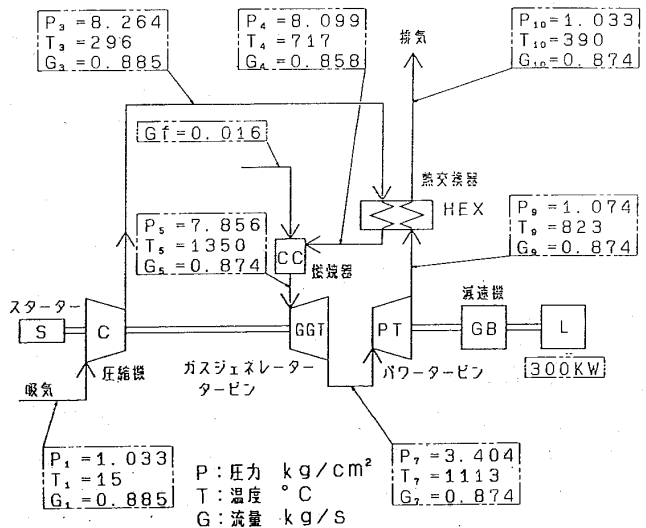 P₃=8.264
T₃=296
G₃=0.885
P₄=8.099
T₄=717
G₄=0.858
排気
P₁₀=1.033
T₁₀=390
G₁₀=0.874
Gf=0.016
熱交換器
HEX
P₅=7.856
T₅=1350
G₅=0.874
CC
燃焼器
P₉=1.074
T₉=823
G₉=0.874
スターター
S
C
GGT
PT
減速機
GB
L
圧縮機
ガスジェネレーター
タービン
パワータービン
300KW
吸気
P₁=1.033
T₁=15
G₁=0.885
P:圧力 kg/cm²
T:温度 °C
G:流量 kg/s
P₇=3.404
T₇=1113
G₇=0.874